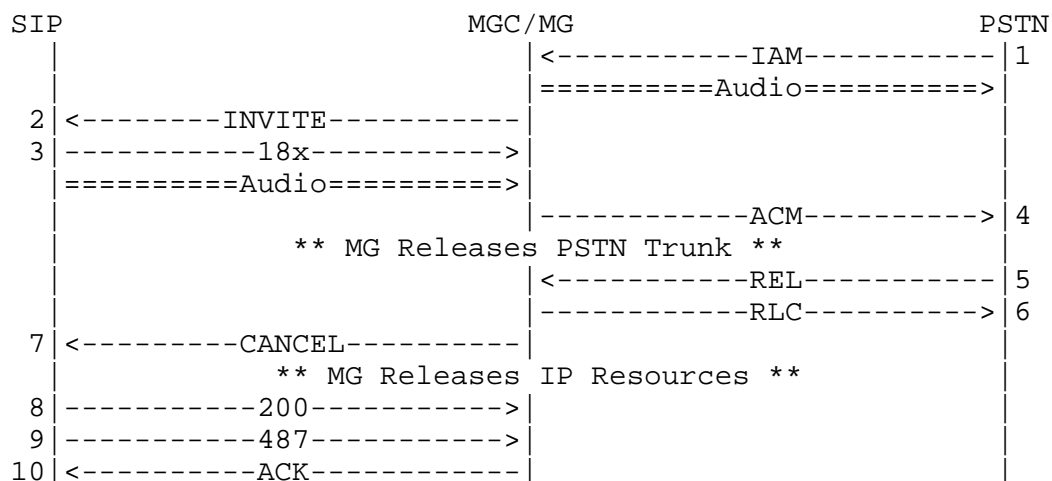 SIP                       MGC/MG                       PSTN
  |                          |<-----------IAM-----------|1
  |                          |==========Audio==========>|
 2|<--------INVITE-----------|                          |
 3|-----------18x----------->|                          |
  |==========Audio==========>|                          |
  |                          |------------ACM---------->|4
  |             ** MG Releases PSTN Trunk **            |
  |                          |<-----------REL-----------|5
  |                          |------------RLC---------->|6
 7|<---------CANCEL----------|                          |
  |            ** MG Releases IP Resources **           |
 8|-----------200----------->|                          |
 9|-----------487----------->|                          |
10|<----------ACK------------|                          |